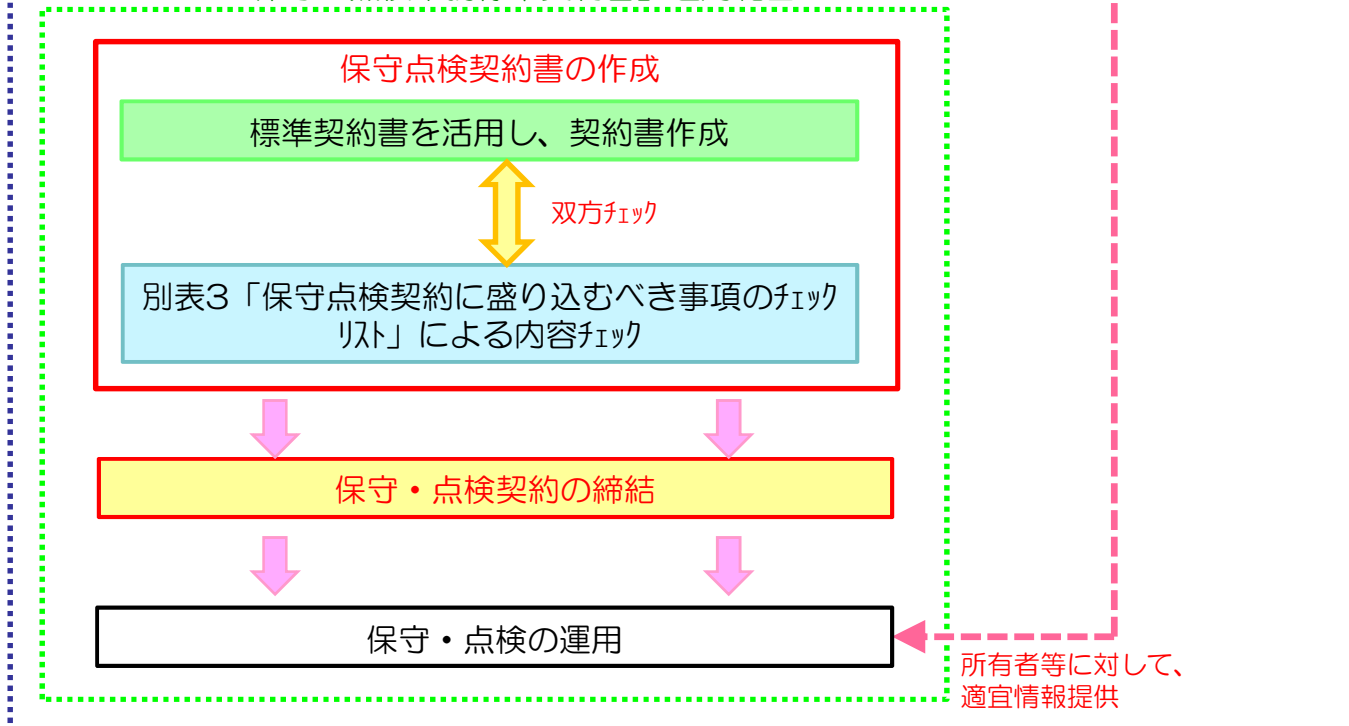 保守点検契約書の作成
標準契約書を活用し、契約書作成
双方ﾁｪｯｸ
別表3「保守点検契約に盛り込むべき事項のﾁｪｯｸ
ﾘｽﾄ」による内容ﾁｪｯｸ
保守・点検契約の締結
保守・点検の運用
所有者等に対して、
適宜情報提供